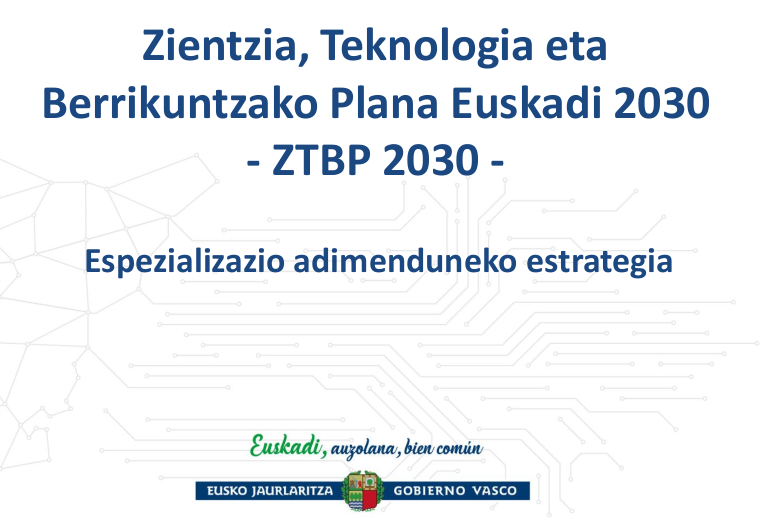 Zientzia, Teknologia eta
Berrikuntzako Plana Euskadi 2030
- ZTBP 2030 -
Espezializazio adimenduneko estrategia
Euskadi, auzolana, bien común
EUSKO JAURLARITZA GOBIERNO VASCO